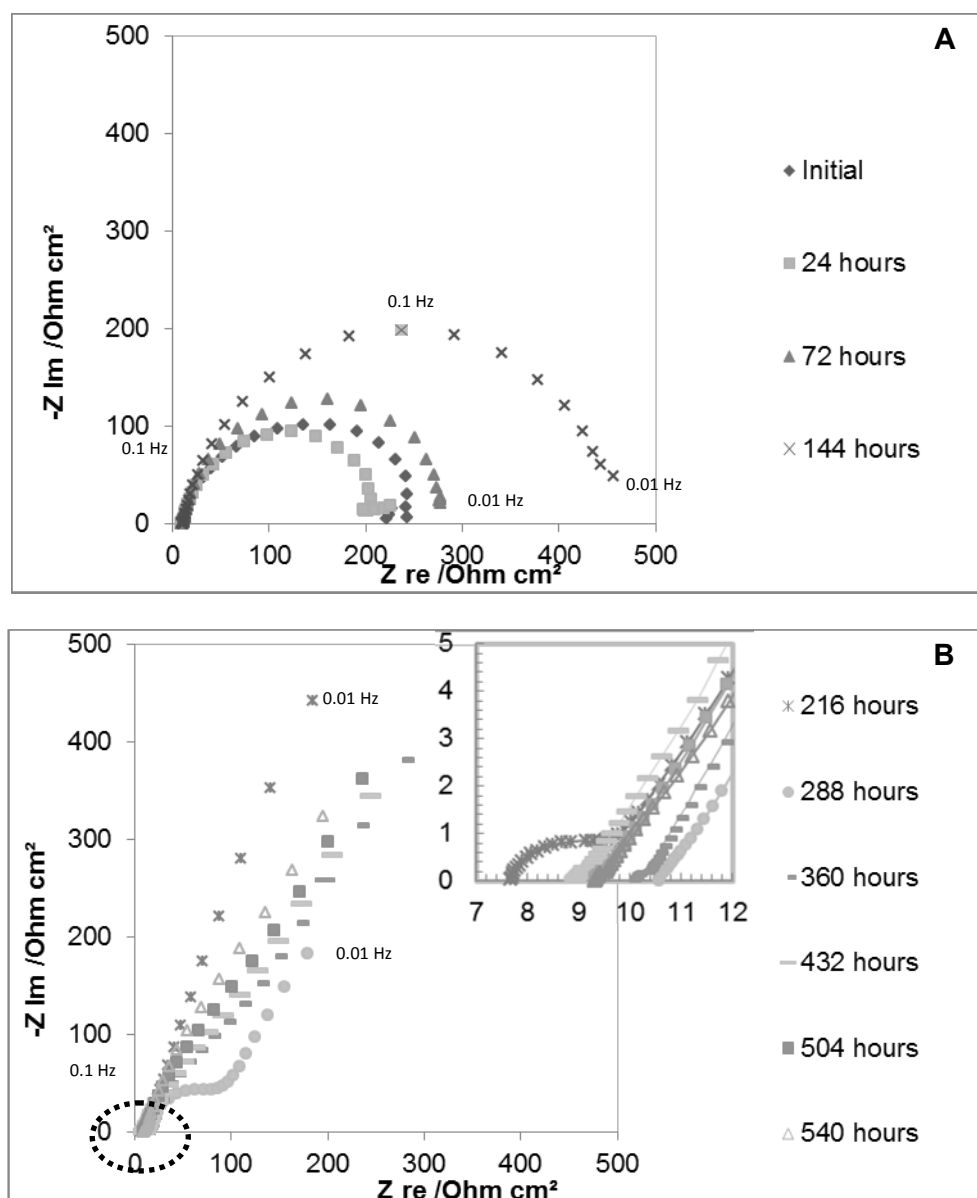 A
500
400
300
200
100
0
-Z Im /Ohm cm²
0 100 200 300 400 500
Z re /Ohm cm²
0.1 Hz
0.1 Hz
0.01 Hz
0.01 Hz
Initial
24 hours
72 hours
144 hours
B
500
400
300
200
100
0
-Z Im /Ohm cm²
0 100 200 300 400 500
Z re /Ohm cm²
0.01 Hz
0.01 Hz
0.1 Hz
5
4
3
2
1
0
7 8 9 10 11 12
216 hours
288 hours
360 hours
432 hours
504 hours
540 hours